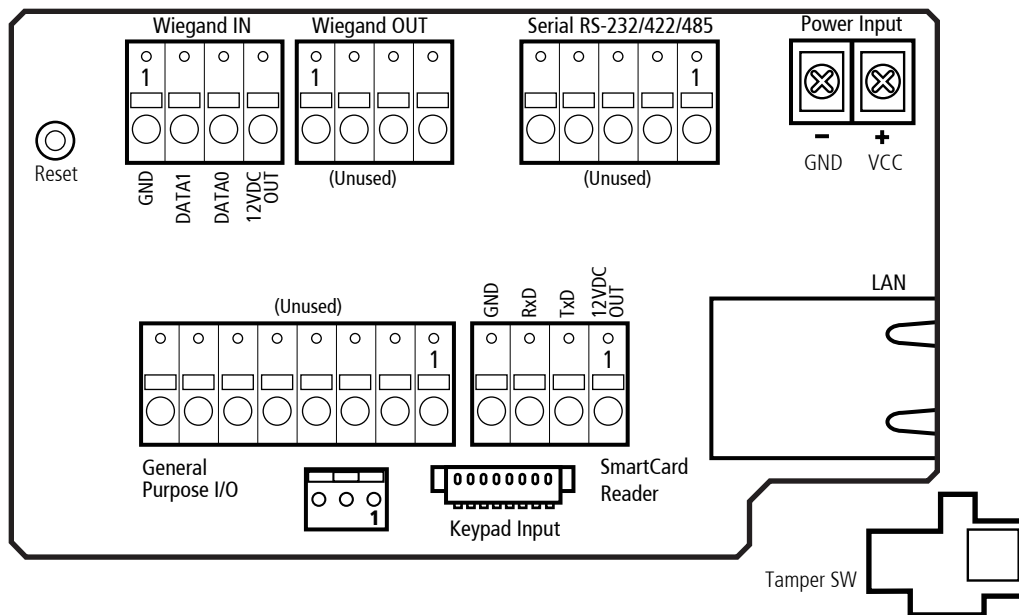 Wiegand IN
Wiegand OUT
Serial RS-232/422/485
Power Input
1
1
1
Reset
GND
DATA1
DATA0
12VDC
OUT
(Unused)
(Unused)
-
+
GND
VCC
(Unused)
GND
RxD
TxD
12VDC
OUT
LAN
1
1
General
Purpose I/O
1
00000000
Keypad Input
SmartCard
Reader
Tamper SW